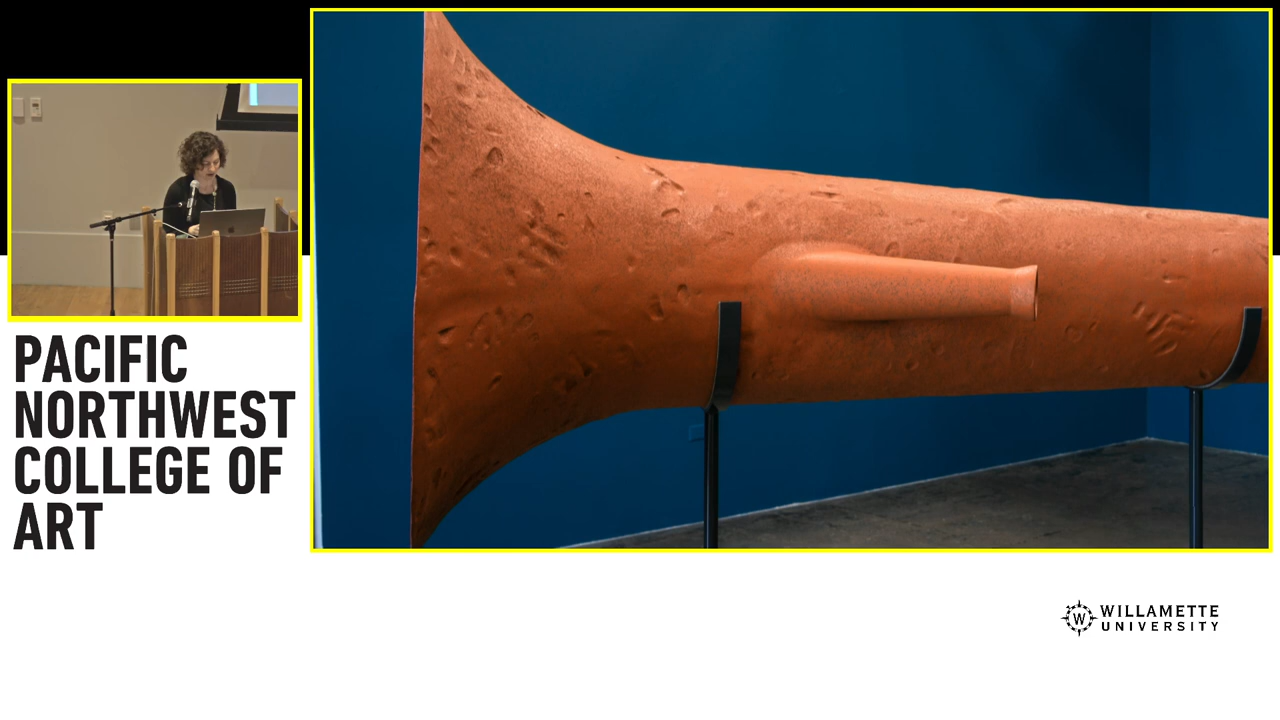 PACIFIC
NORTHWEST
COLLEGE OF
ART
W
WILLAMETTE
UNIVERSITY